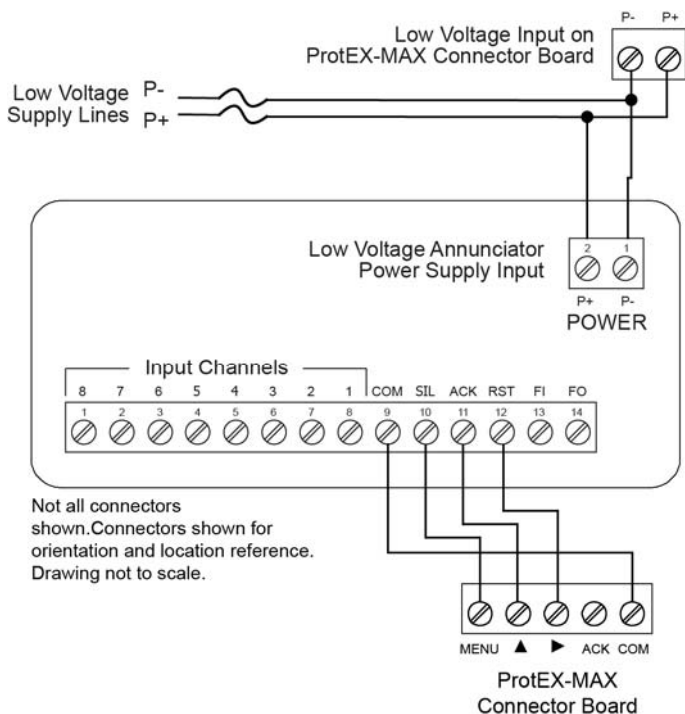 P- P+
Low Voltage Input on
ProtEX-MAX Connector Board
Low Voltage P-
Supply Lines P+
Low Voltage Annunciator
Power Supply Input
2 1
P+ P-
POWER
Input Channels
8 7 6 5 4 3 2 1 COM SIL ACK RST FI FO
1 2 3 4 5 6 7 8 9 10 11 12 13 14
Not all connectors
shown.Connectors shown for
orientation and location reference.
Drawing not to scale.
MENU ▲ ► ACK COM
ProtEX-MAX
Connector Board